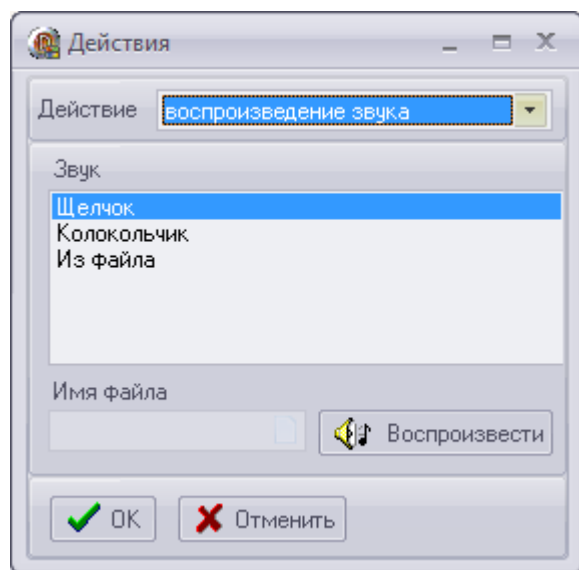 Действия
Действие воспроизведение звука
Звук
Щелчок
Колокольчик
Из файла
Имя файла
Воспроизвести
OK Отменить